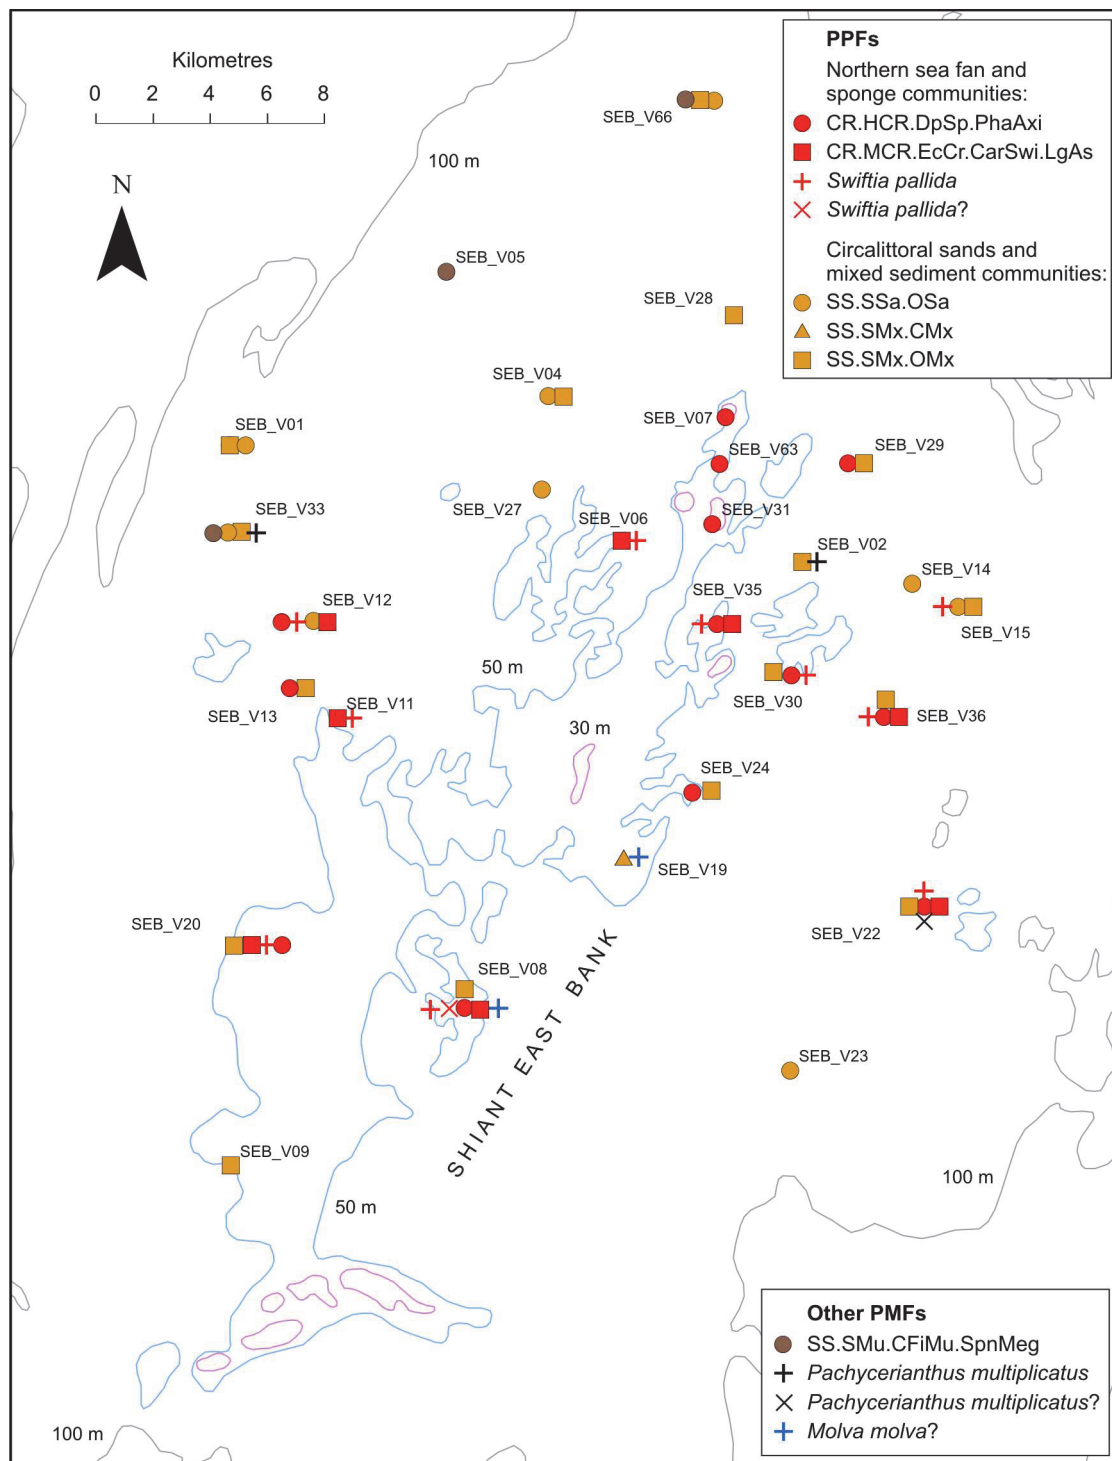 Kilometres
0 2 4 6 8
N
PPFs
Northern sea fan and
sponge communities:
CR.HCR.DpSp.PhaAxi
CR.MCR.EcCr.CarSwi.LgAs
Swiftia pallida
Swiftia pallida?
Circalittoral sands and
mixed sediment communities:
SS.SSa.OSa
SS.SMx.CMx
SS.SMx.OMx
SEB_V66
100 m
SEB_V05
SEB_V28
SEB_V04
SEB_V07
SEB_V01
SEB_V63
SEB_V29
SEB_V27
SEB_V33
SEB_V06
SEB_V31
SEB_V02
SEB_V14
SEB_V12
SEB_V35
SEB_V15
50 m
SEB_V13
SEB_V11
SEB_V30
SEB_V36
30 m
SEB_V24
SEB_V19
SEB_V20
SEB_V22
SEB_V08
SHIANT EAST BANK
SEB_V23
SEB_V09
100 m
50 m
Other PMFs
SS.SMu.CFiMu.SpnMeg
Pachycerianthus multiplicatus
Pachycerianthus multiplicatus?
Molva molva?
100 m